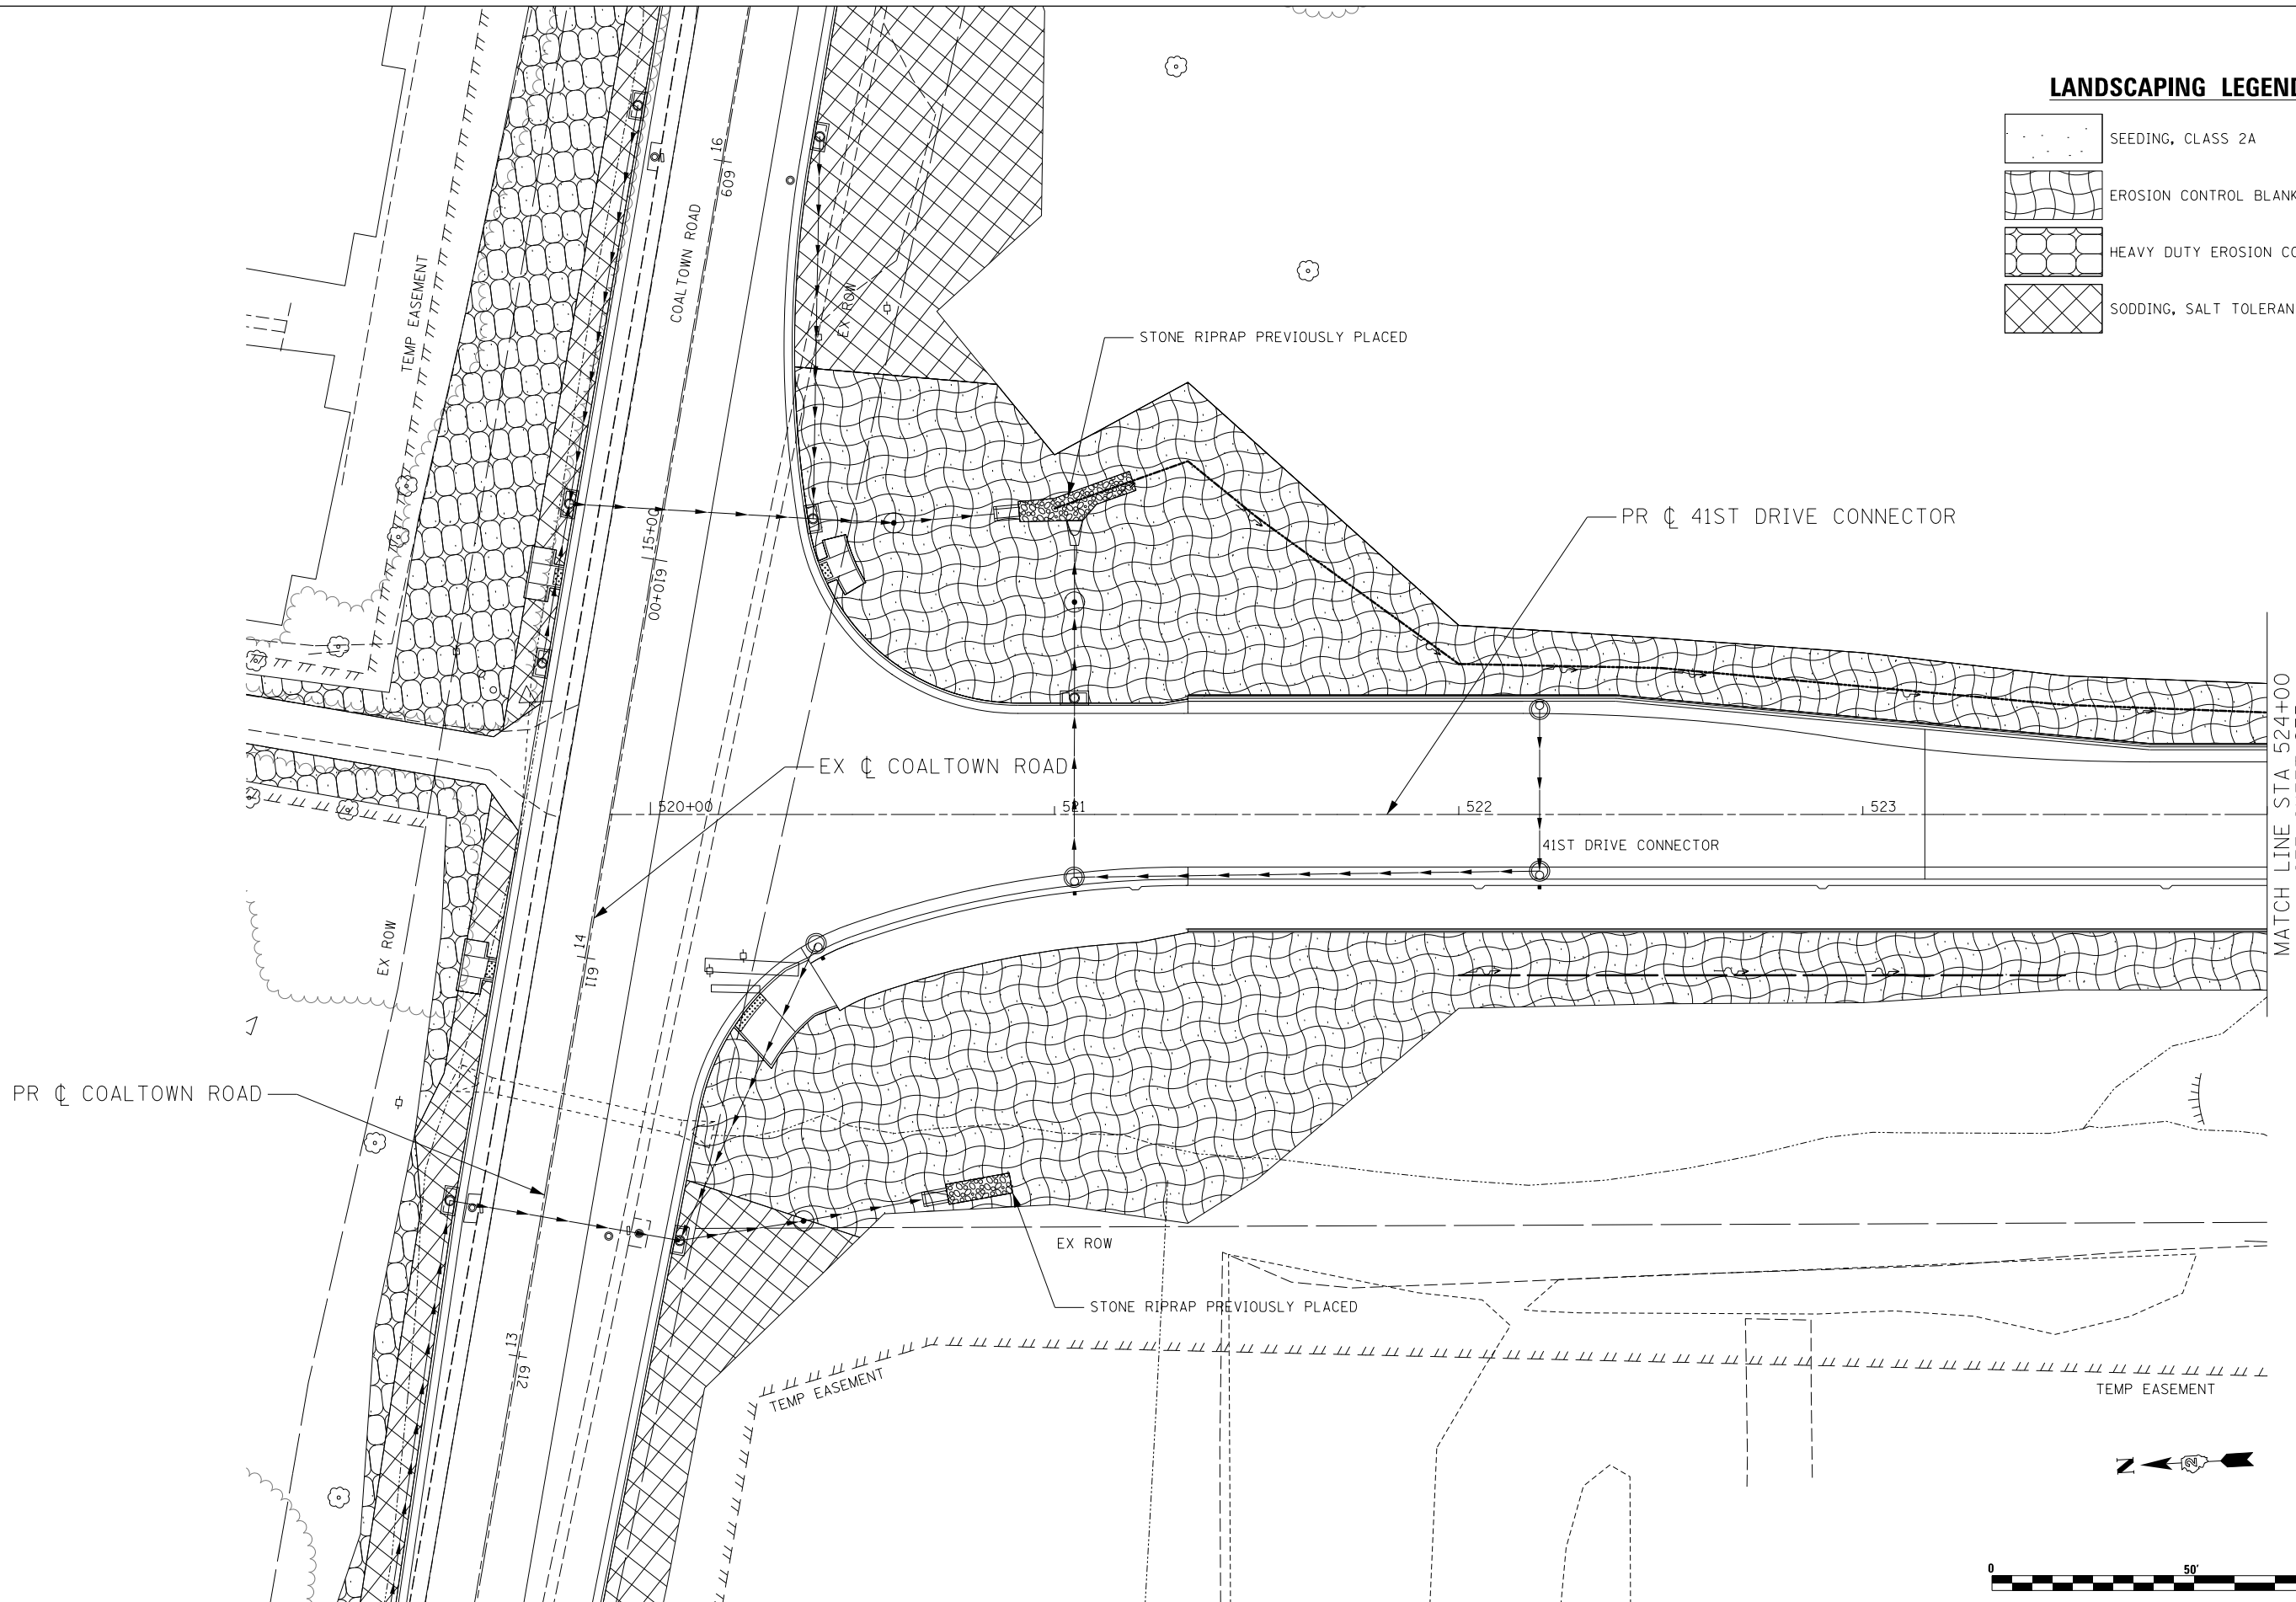 LANDSCAPING LEGEND
SEEDING, CLASS 2A
EROSION CONTROL BLANK
HEAVY DUTY EROSION CO
SODDING, SALT TOLERAN
16
609
COALTOWN ROAD
TEMP EASEMENT
EX ROW
STONE RIPRAP PREVIOUSLY PLACED
PR ℄ 41ST DRIVE CONNECTOR
15+00
610+00
EX ℄ COALTOWN ROAD
520+00
521
522
523
41ST DRIVE CONNECTOR
MATCH LINE STA 524+00
EX ROW
14
611
PR ℄ COALTOWN ROAD
EX ROW
STONE RIPRAP PREVIOUSLY PLACED
13
612
TEMP EASEMENT
TEMP EASEMENT
N
2
0
50'